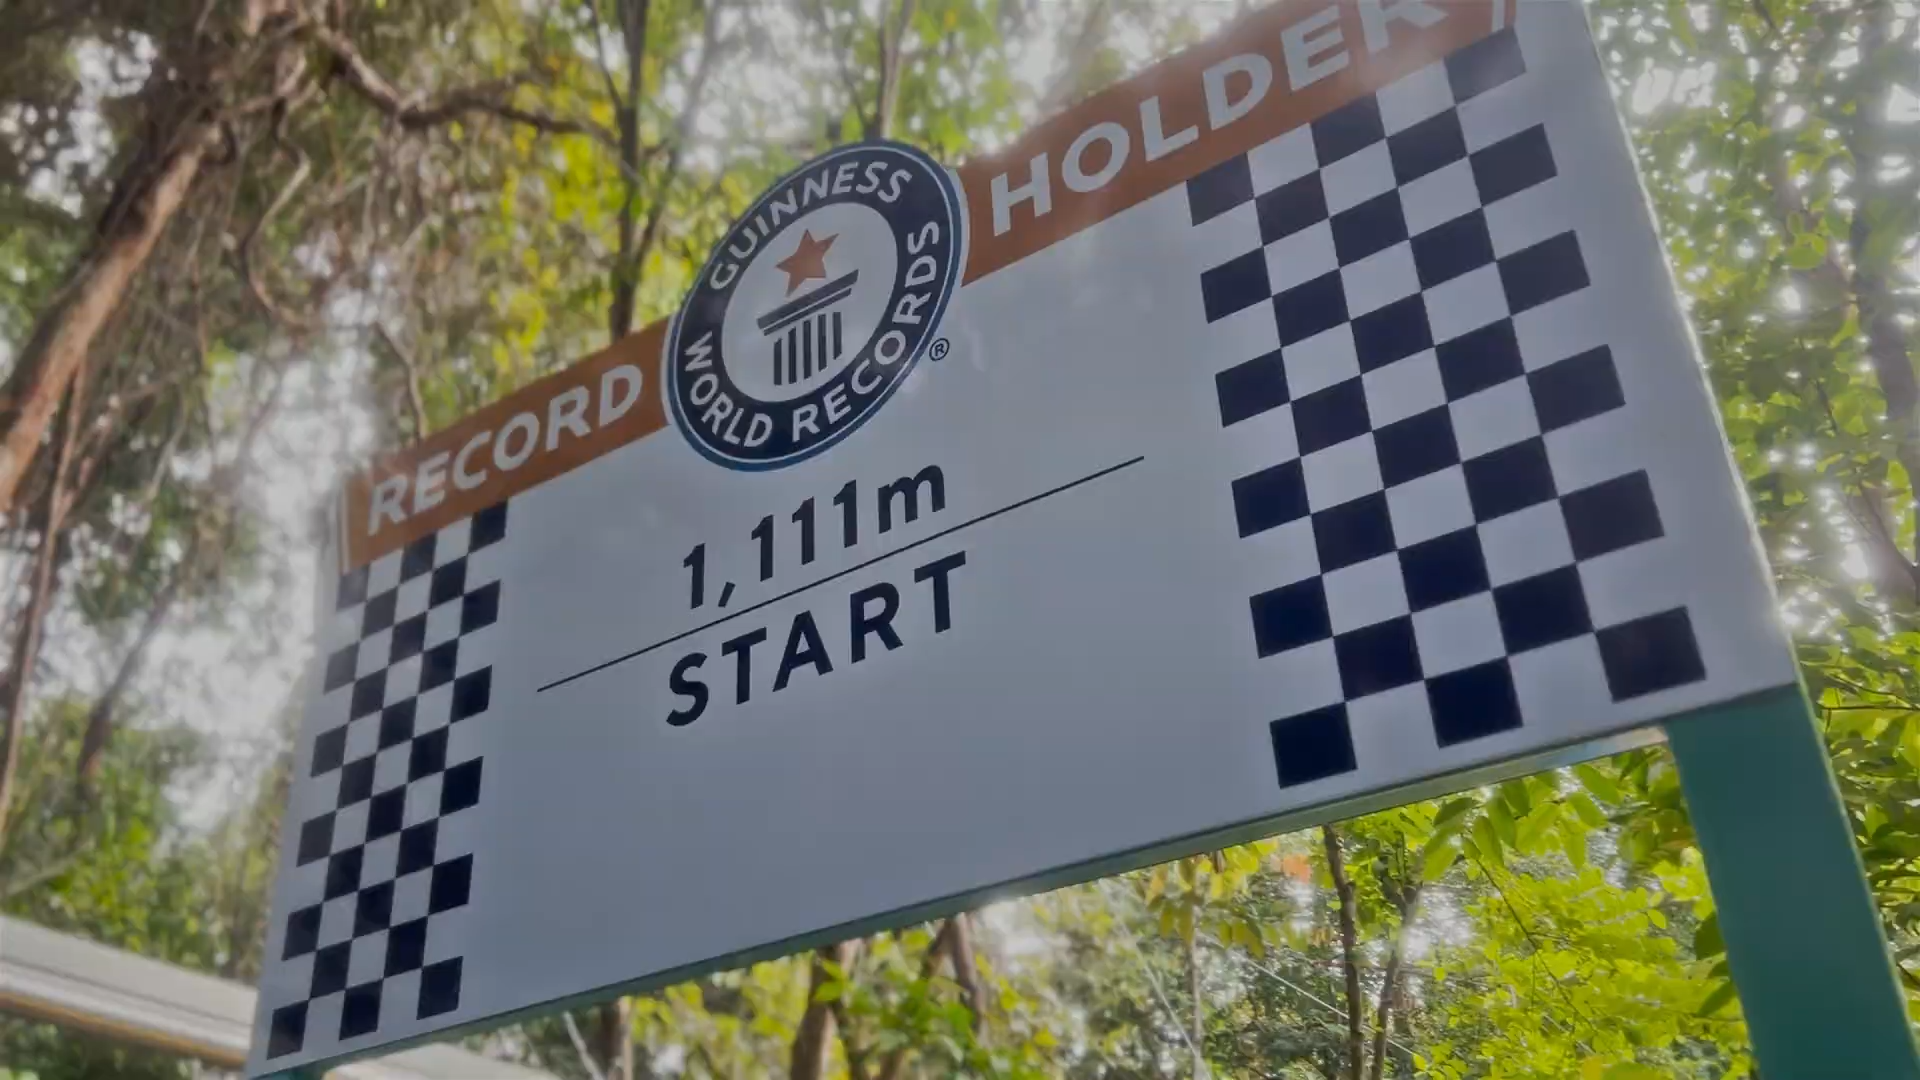 RECORD HOLDER
GUINNESS
WORLD RECORDS
®
1,111m
START